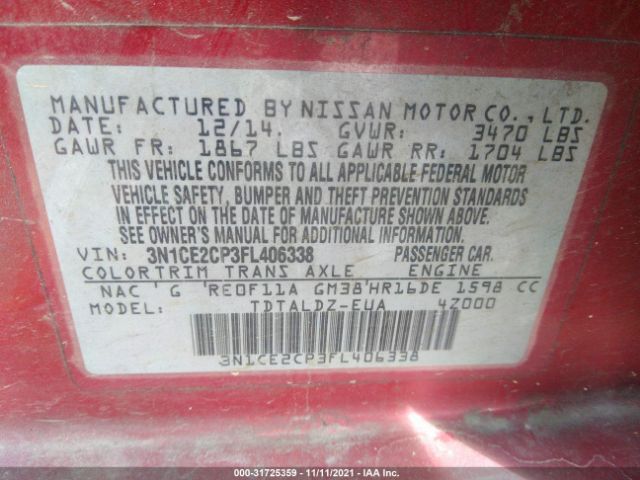 MANUFACTURED BY NISSAN MOTOR CO., LTD.
DATE: 12/14. GVWR: 3470 LBS
GAWR FR: 1867 LBS GAWR RR: 1704 LBS
THIS VEHICLE CONFORMS TO ALL APPLICABLE FEDERAL MOTOR
VEHICLE SAFETY, BUMPER AND THEFT PREVENTION STANDARDS
IN EFFECT ON THE DATE OF MANUFACTURE SHOWN ABOVE.
SEE OWNER'S MANUAL FOR ADDITIONAL INFORMATION.
VIN: 3N1CE2CP3FL406338 PASSENGER CAR.
COLOR TRIM TRANS AXLE ENGINE
NAC ' G 'RE0F11A GM38'HR16DE 1598 CC
MODEL: TDTALDZ-EUA 4Z000
3N1CE2CP3FL406338
000-31725359 - 11/11/2021 - IAA Inc.